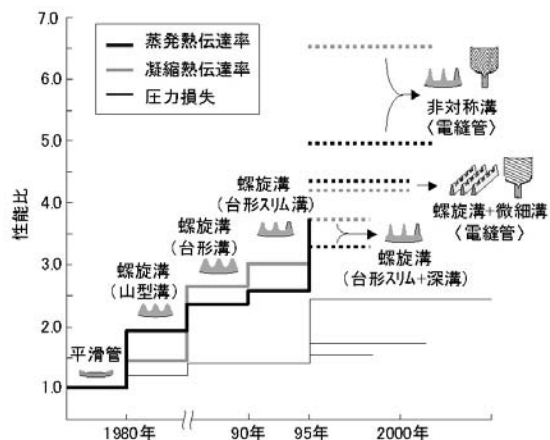 7.0
6.0
5.0
4.0
3.0
2.0
1.0
性能比
蒸発熱伝達率
凝縮熱伝達率
圧力損失
非対称溝
〈電縫管〉
螺旋溝+微細溝
〈電縫管〉
螺旋溝
(台形スリム溝)
螺旋溝
(台形溝)
螺旋溝
(台形スリム+深溝)
螺旋溝
(山型溝)
平滑管
1980年
90年
95年
2000年